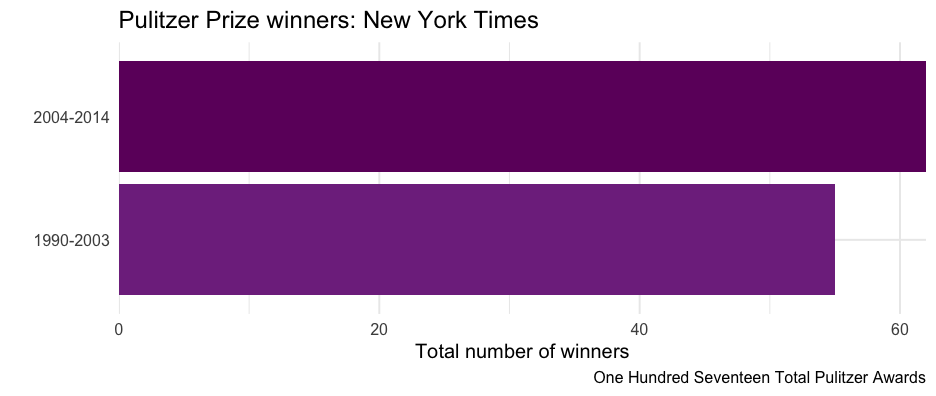 Pulitzer Prize winners: New York Times
2004-2014
1990-2003
0 20 40 60
Total number of winners
One Hundred Seventeen Total Pulitzer Awards